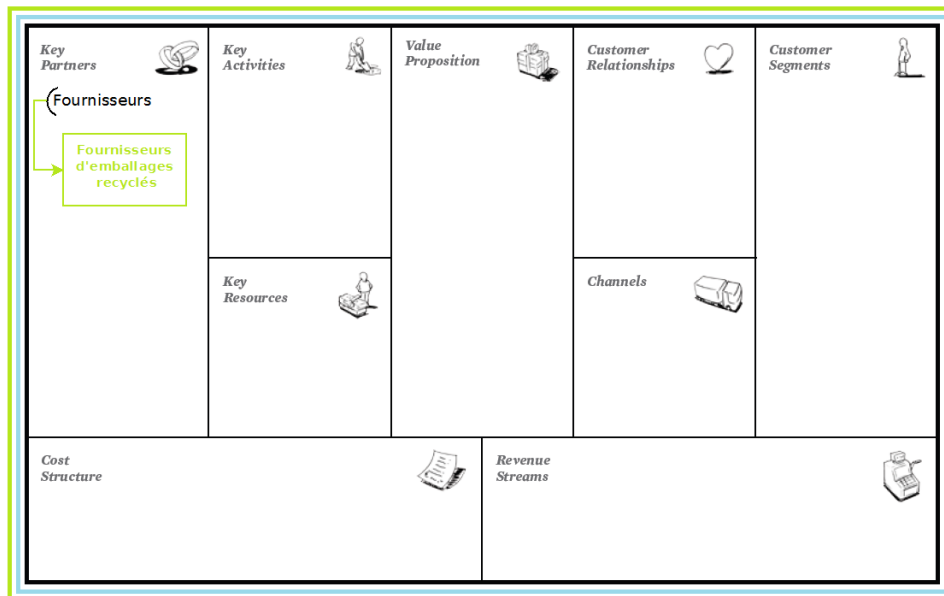 Key
Partners
Fournisseurs
Fournisseurs
d'emballages
recyclés
Key
Activities
Key
Resources
Value
Proposition
Customer
Relationships
Channels
Customer
Segments
Cost
Structure
Revenue
Streams